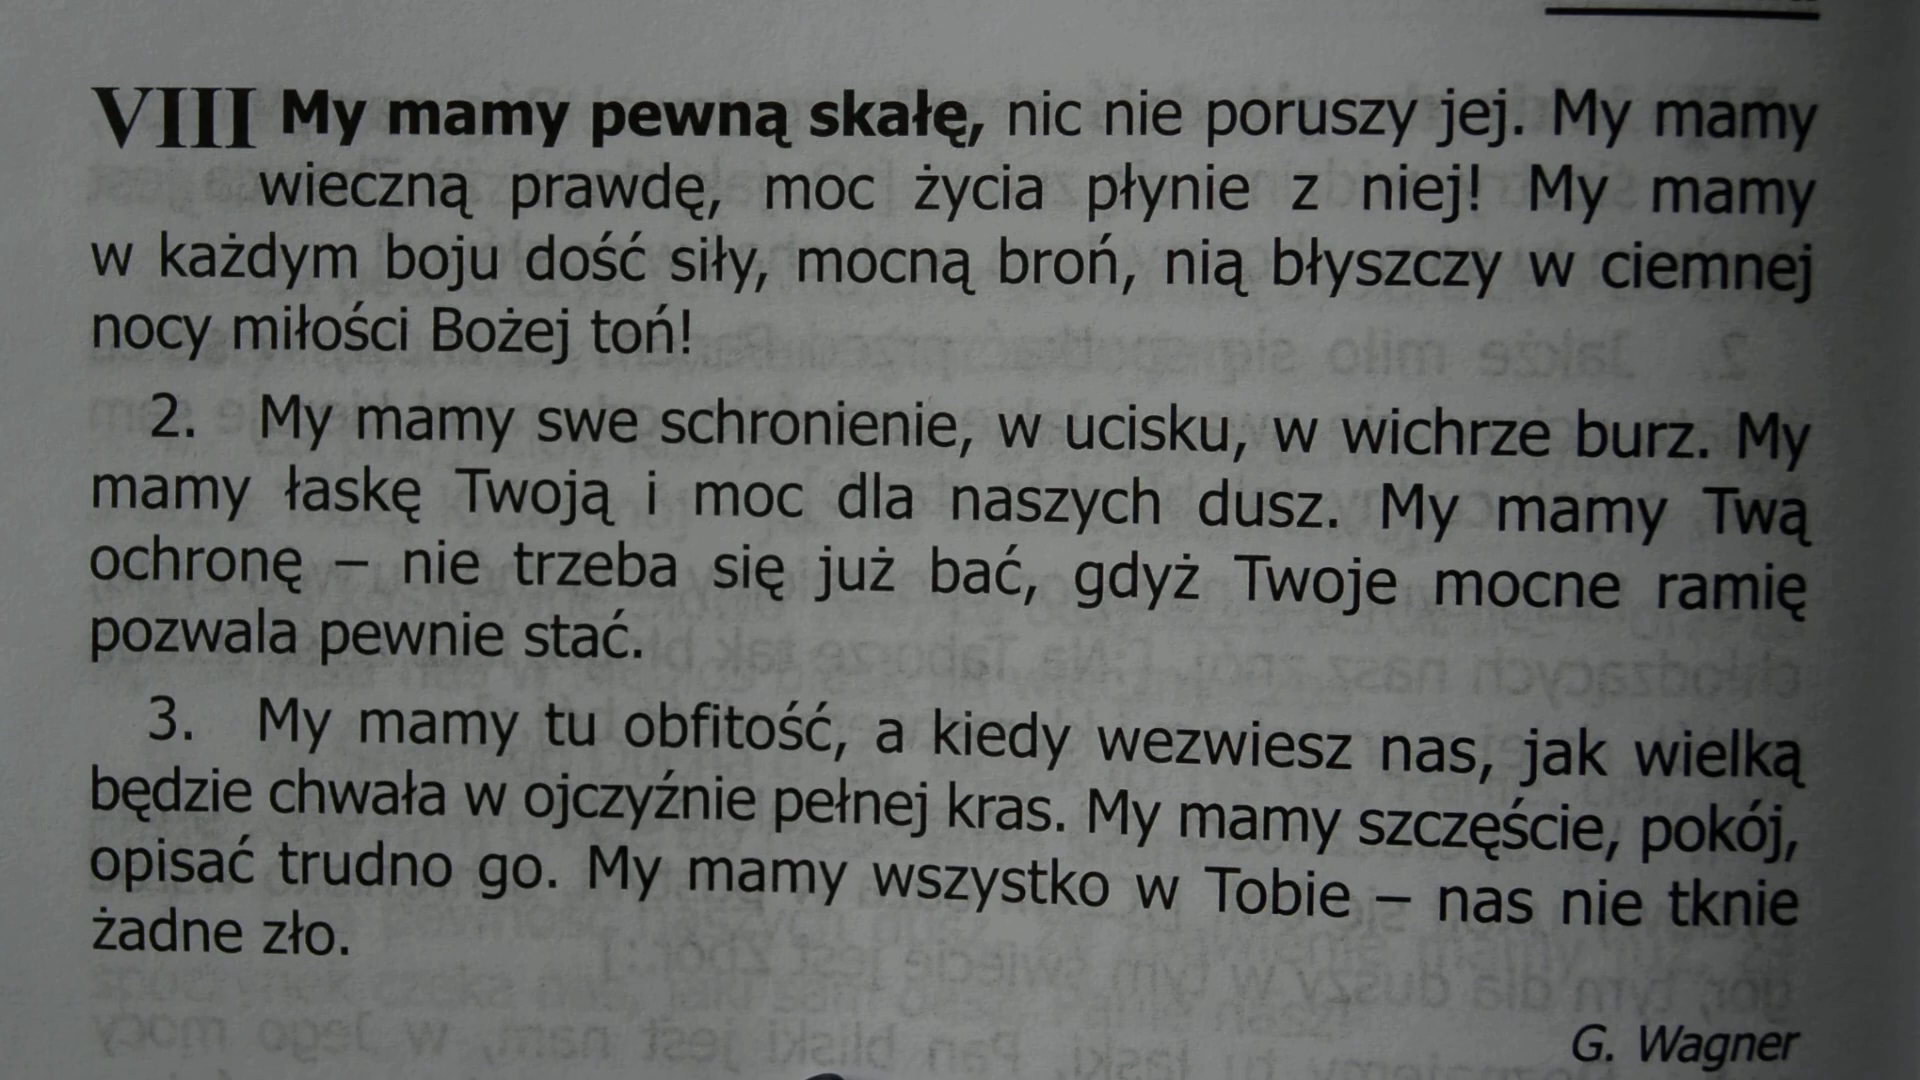 VIII My mamy pewną skałę, nic nie poruszy jej. My mamy
wieczną prawdę, moc życia płynie z niej! My mamy
w każdym boju dość siły, mocną broń, nią błyszczy w ciemnej
nocy miłości Bożej toń!
2. My mamy swe schronienie, w ucisku, w wichrze burz. My
mamy łaskę Twoją i moc dla naszych dusz. My mamy Twą
ochronę – nie trzeba się już bać, gdyż Twoje mocne ramię
pozwala pewnie stać.
3. My mamy tu obfitość, a kiedy wezwiesz nas, jak wielką
będzie chwała w ojczyźnie pełnej kras. My mamy szczęście, pokój,
opisać trudno go. My mamy wszystko w Tobie – nas nie tknie
żadne zło.
G. Wagner